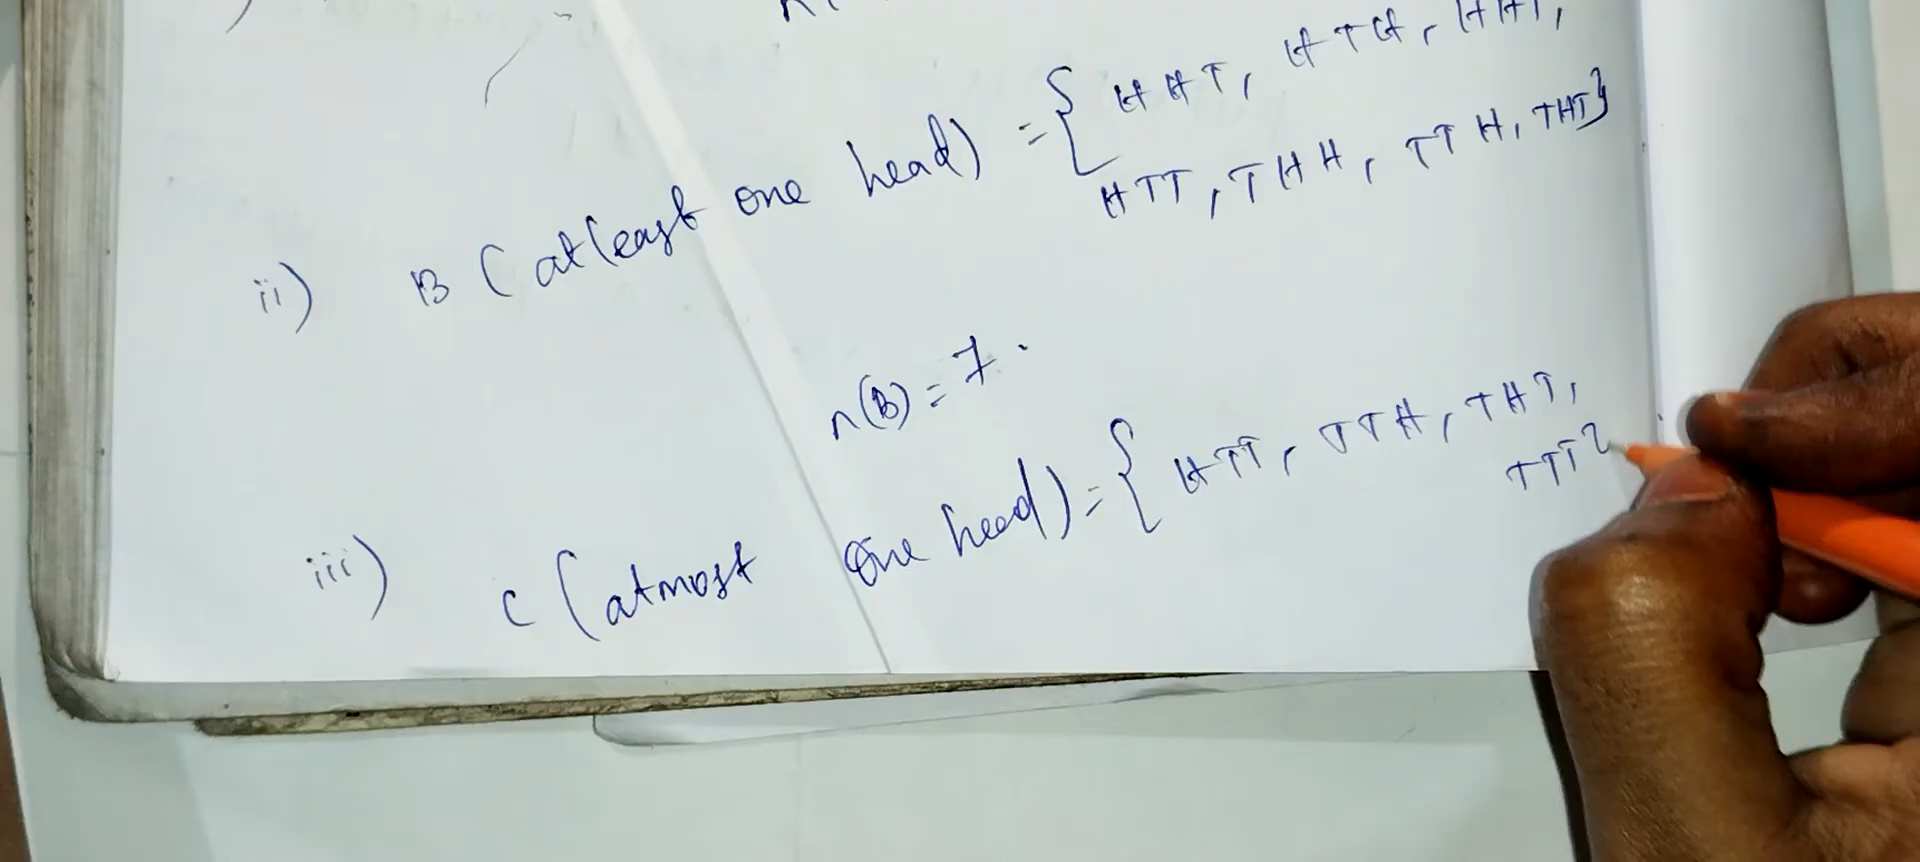 HHT, HTH, HHH,
ii) B (atleast one head) = {
HTT, THH, TTH, THT}
n(B) = 7.
iii) C (atmost one head) = { HTT, TTH, THT,
TTT}